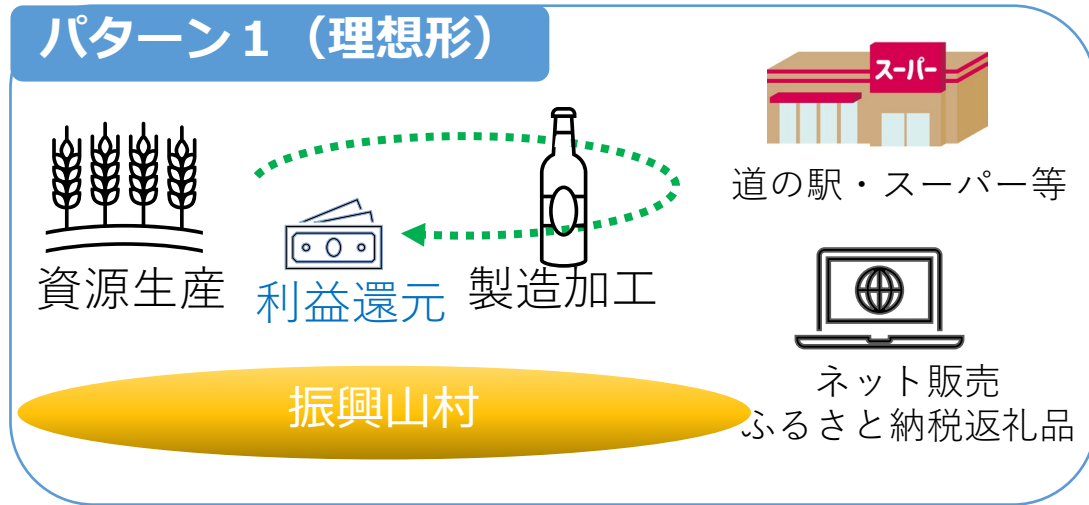 パターン１（理想形）
スーパー
道の駅・スーパー等
資源生産
利益還元
製造加工
振興山村
ネット販売
ふるさと納税返礼品